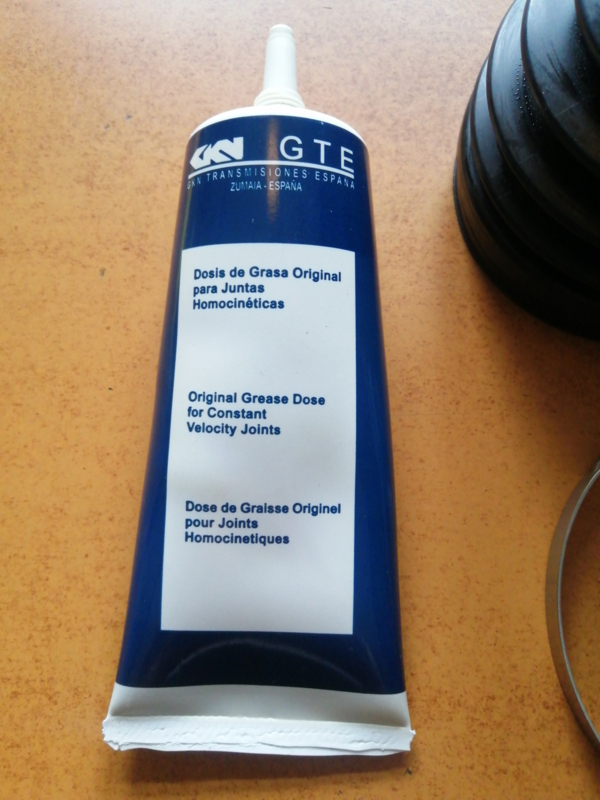 GKN GTE
GKN TRANSMISIONES ESPAÑA
ZUMAIA - ESPAÑA
Dosis de Grasa Original
para Juntas
Homocinéticas
Original Grease Dose
for Constant
Velocity Joints
Dose de Graisse Originel
pour Joints
Homocinetiques